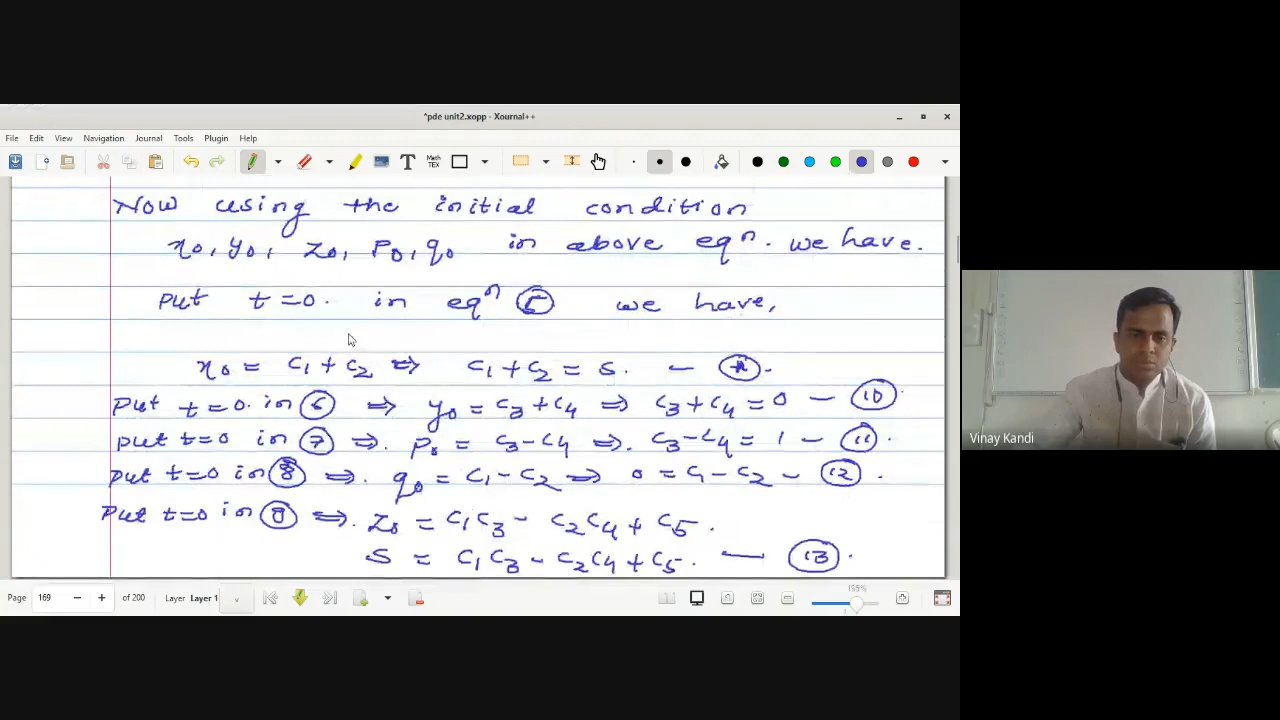 *pde unit2.xopp - Xournal++
File Edit View Navigation Journal Tools Plugin Help
Now using the initial condition
x₀, y₀, z₀, p₀, q₀ in above eqⁿ. we have.
Put t=0. in eqⁿ ⑤ we have,
x₀ = c₁+c₂ ⇒ c₁+c₂ = s. —
Put t=0. in ⑥ ⇒ y₀ = c₃+c₄ ⇒ c₃+c₄ = 0 — ⑩
put t=0 in ⑦ ⇒. p₀ = c₃-c₄ ⇒. c₃-c₄ = 1 — ⑪.
Put t=0 in ⑧ ⇒. q₀ = c₁-c₂ ⇒ 0 = c₁-c₂ — ⑫.
Put t=0 in ⇒. z₀ = c₁c₃ - c₂c₄ + c₅.
s = c₁c₃ - c₂c₄ + c₅. — ⑬.
Page 169 of 200 Layer Layer 1 195%
Vinay Kandi